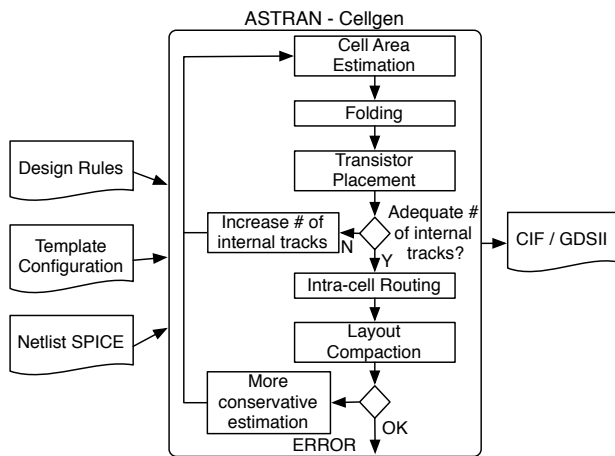 ASTRAN - Cellgen
Cell Area
Estimation
Folding
Design Rules
Transistor
Placement
Increase # of
internal tracks
N
Adequate #
of internal
tracks?
Y
Template
Configuration
CIF / GDSII
Intra-cell Routing
Netlist SPICE
Layout
Compaction
More
conservative
estimation
OK
ERROR